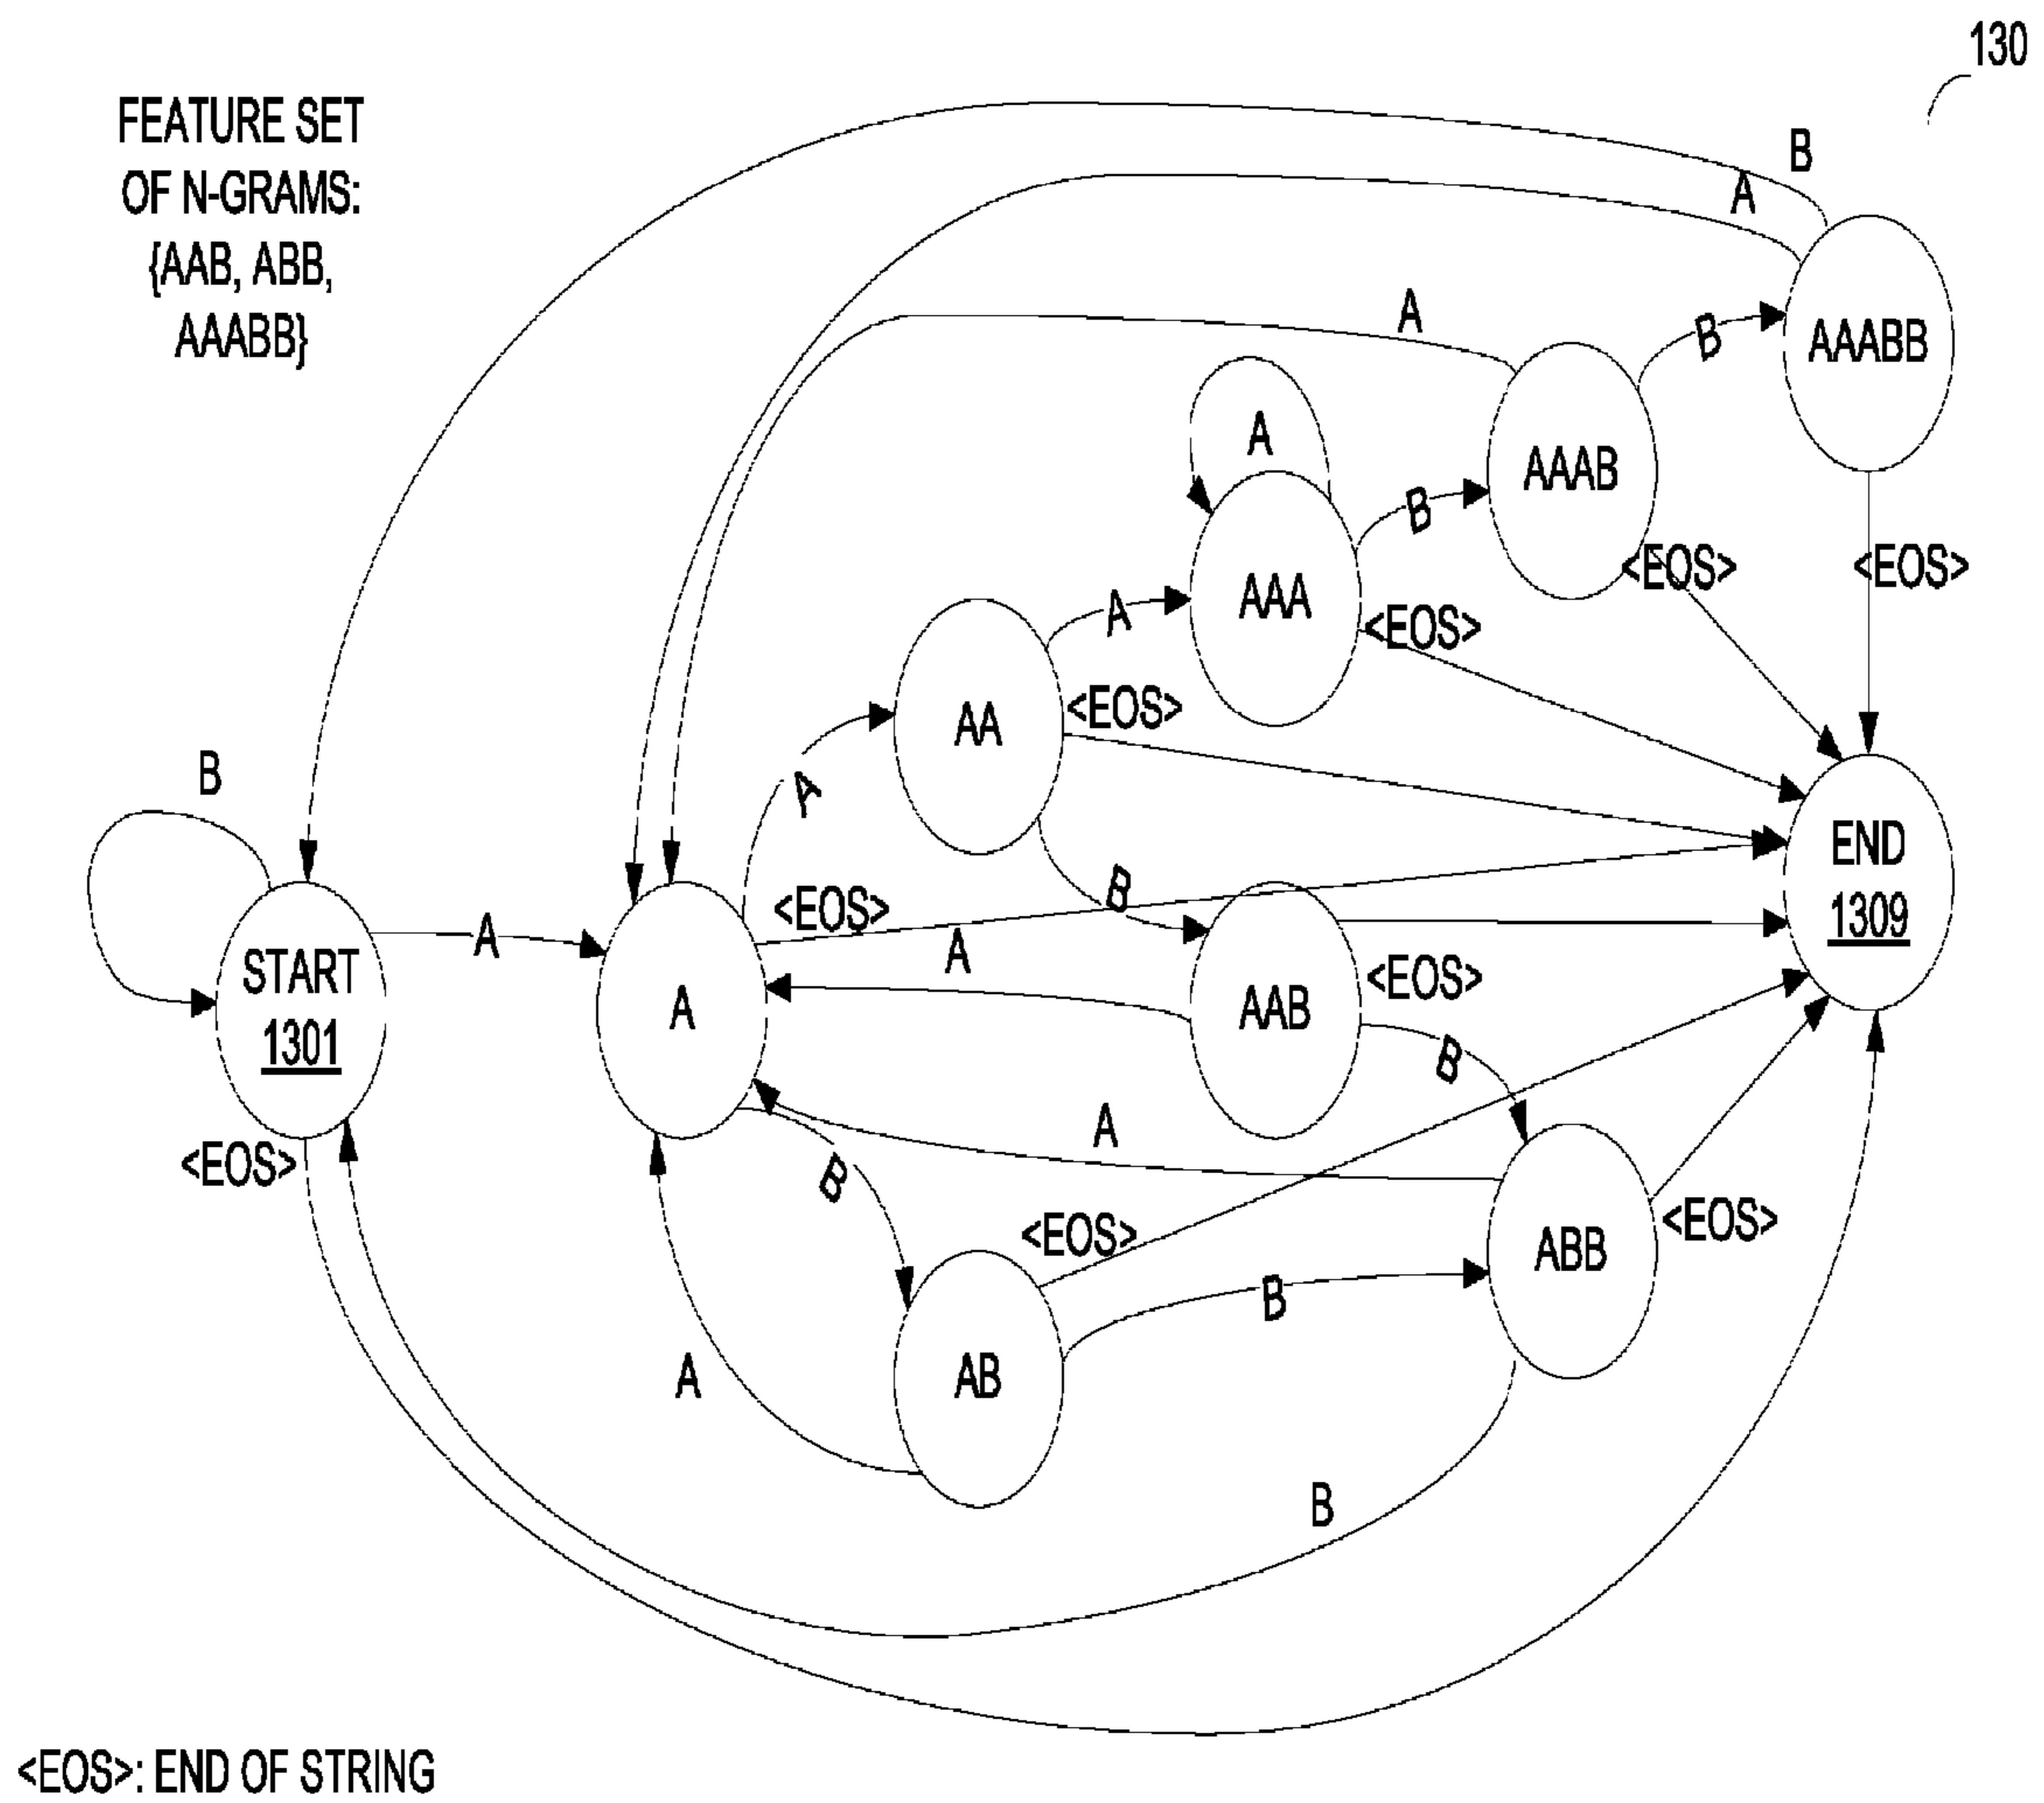 130
FEATURE SET
OF N-GRAMS:
{AAB, ABB,
AAABB}
B
A
A
B
AAABB
A
AAAB
B
<EOS>
<EOS>
A
AAA
<EOS>
AA
<EOS>
A
B
B
END
1309
<EOS>
A
START
1301
A
A
AAB
<EOS>
B
A
<EOS>
B
<EOS>
ABB
<EOS>
B
A
AB
B
<EOS>: END OF STRING